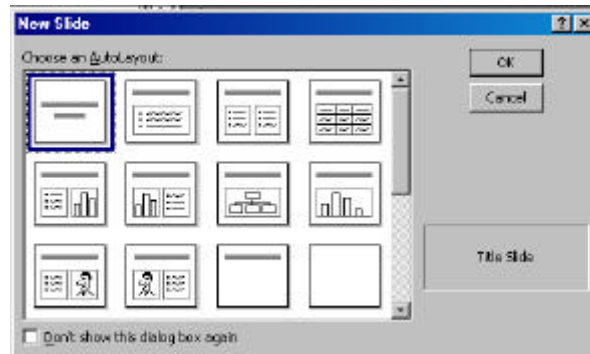 New Slide
Choose an AutoLayout:
OK
Cancel
Title Slide
Don't show this dialog box again